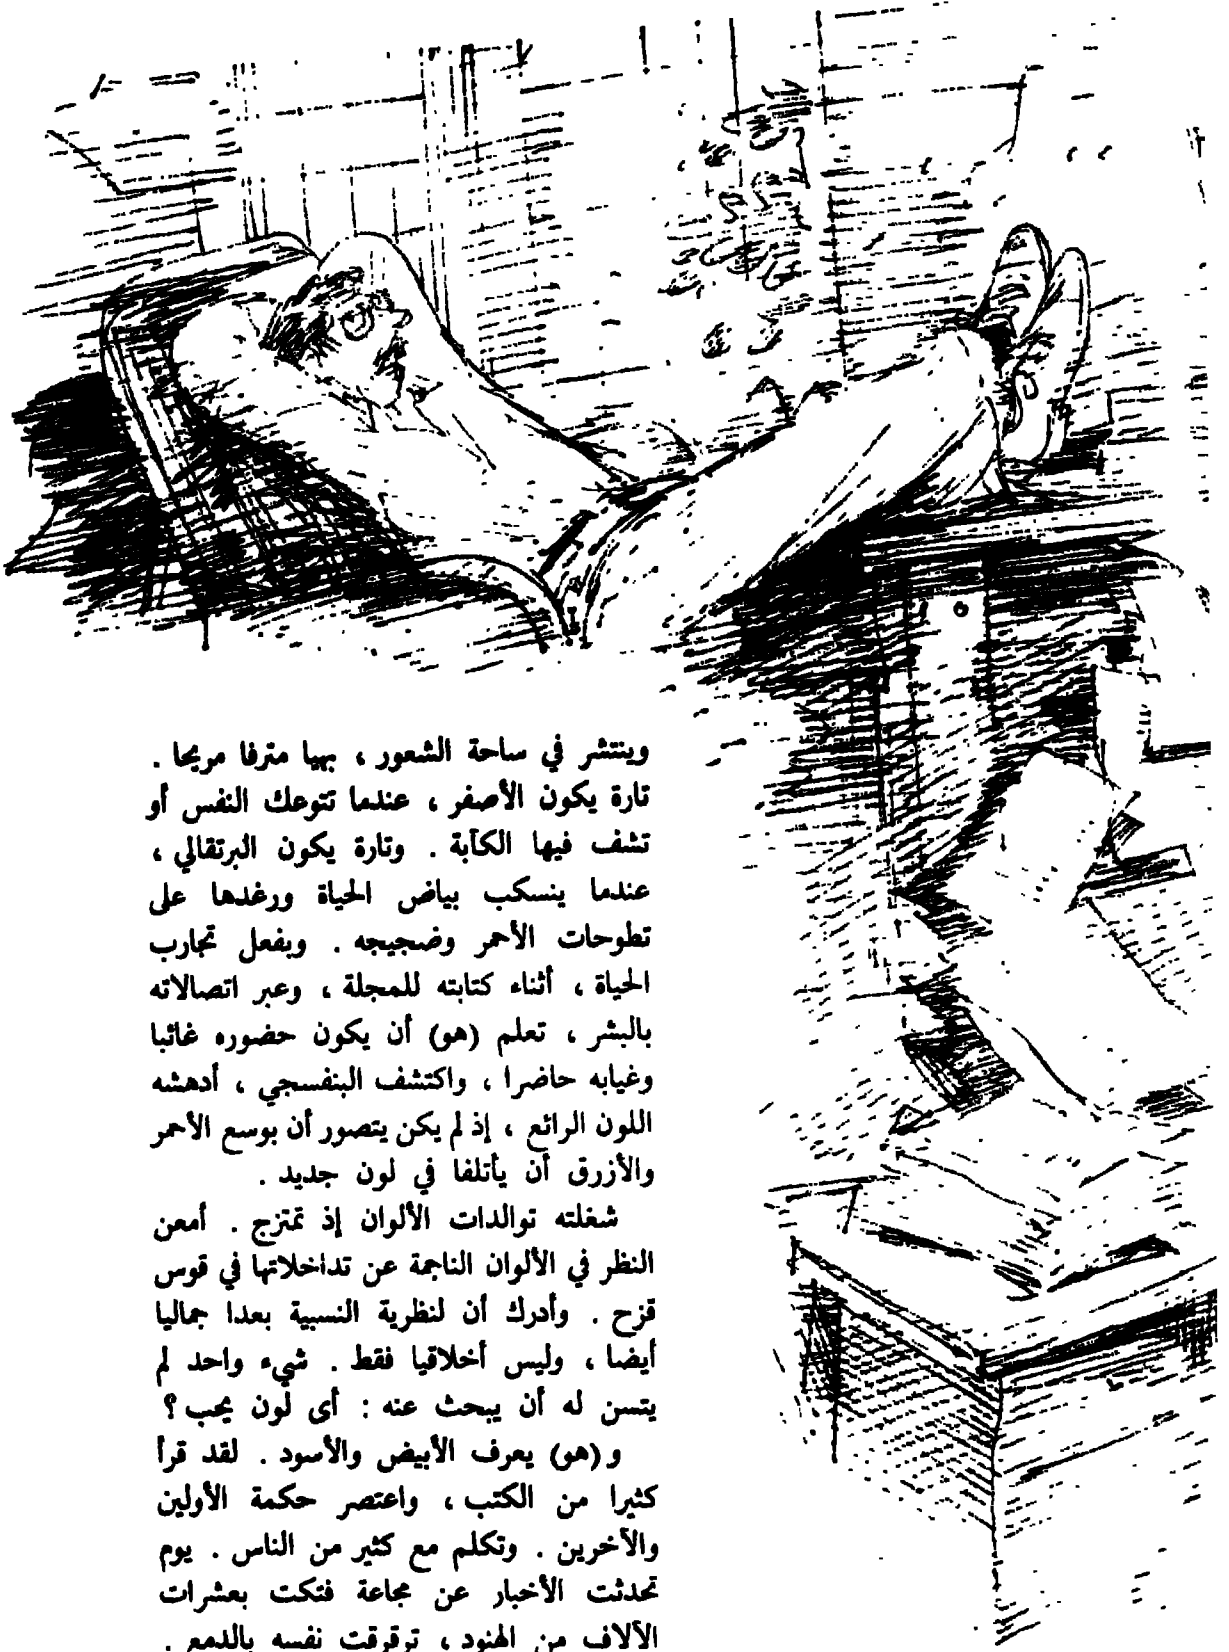 وينتشر في ساحة الشعور ، بهيا مترفا مريحا .
تارة يكون الأصفر ، عندما تتوعك النفس أو
تشف فيها الكآبة . وتارة يكون البرتقالي ،
عندما ينسكب بياض الحياة ورغدها على
تطوحات الأحمر وضجيجه . وبفعل تجارب
الحياة ، أثناء كتابته للمجلة ، وعبر اتصالاته
بالبشر ، تعلم (هو) أن يكون حضوره غائبا
وغيابه حاضرا ، واكتشف البنفسجي ، أدهشه
اللون الرائع ، إذ لم يكن يتصور أن بوسع الأحمر
والأزرق أن يأتلفا في لون جديد .
شغلته توالدات الألوان إذ تمتزج . أمعن
النظر في الألوان الناجمة عن تداخلاتها في قوس
قزح . وأدرك أن لنظرية النسبية بعدا جماليا
أيضا ، وليس أخلاقيا فقط . شيء واحد لم
يتسن له أن يبحث عنه : أى لون يحب ؟
و (هو) يعرف الأبيض والأسود . لقد قرأ
كثيرا من الكتب ، واعتصر حكمة الأولين
والآخرين . وتكلم مع كثير من الناس . يوم
تحدثت الأخبار عن مجاعة فتكت بعشرات
الآلاف من الهنود ، ترقرقت نفسه بالدمع .